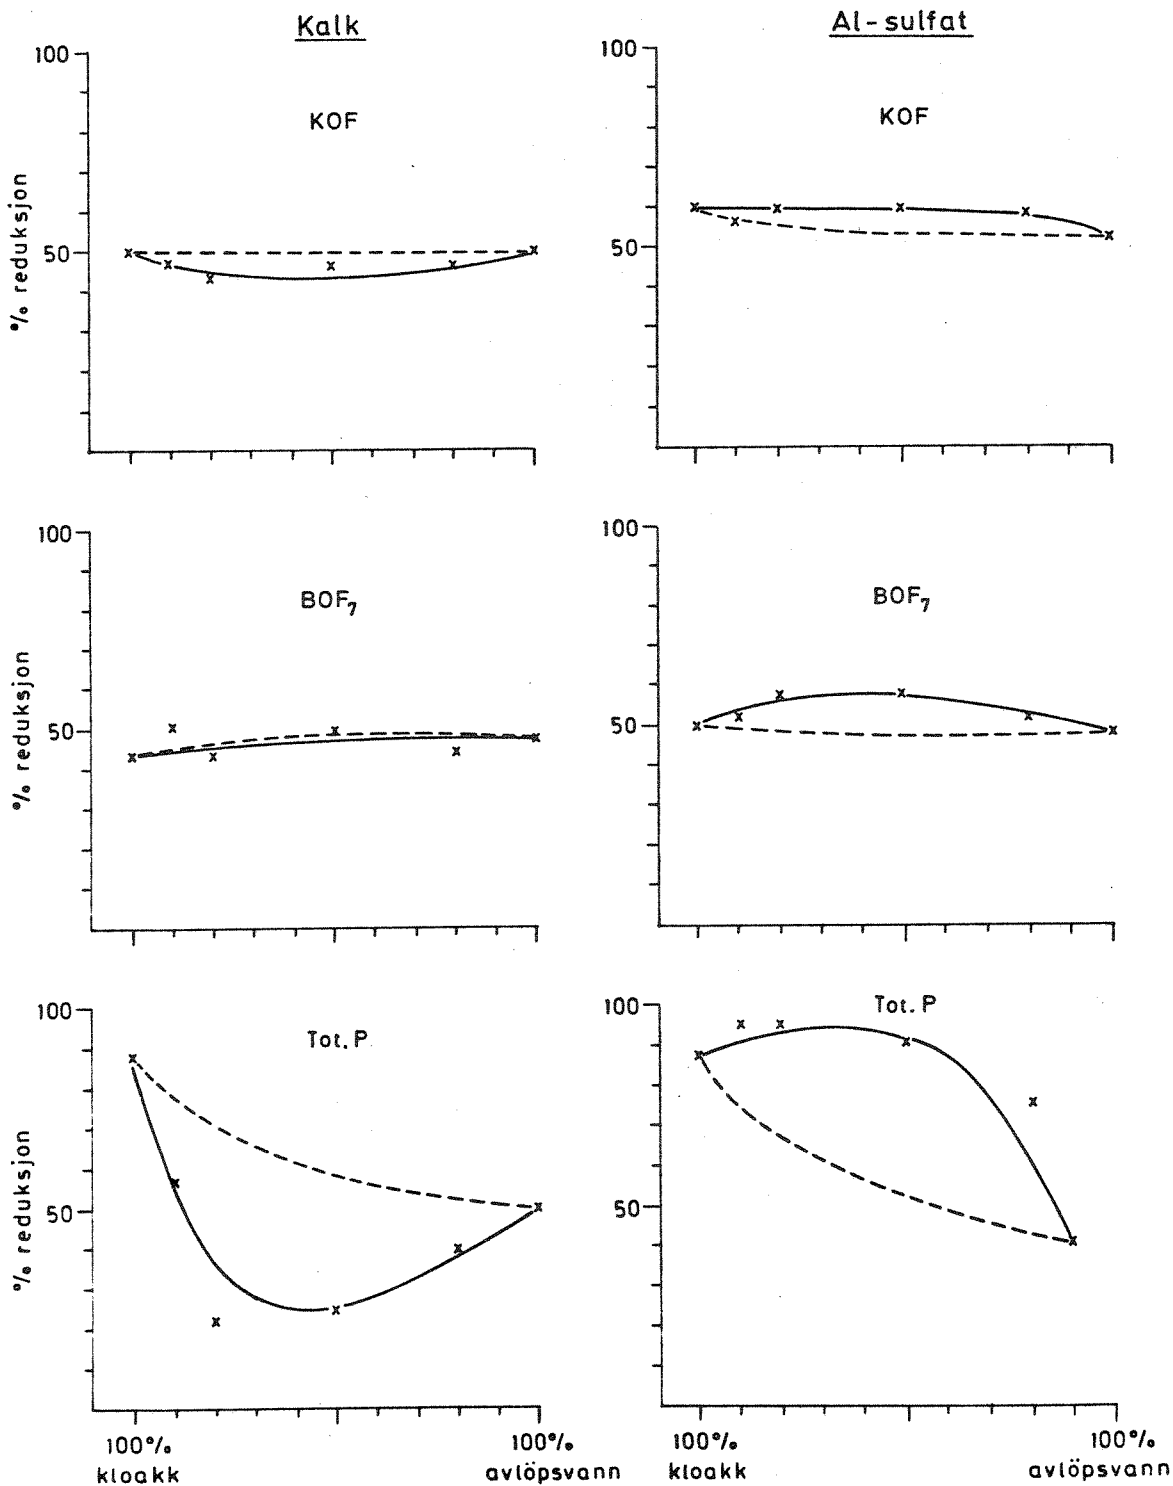 Kalk
Al-sulfat
100
KOF
50
% reduksjon
100
KOF
50
100
BOF₇
50
% reduksjon
100
BOF₇
50
100
Tot. P
50
% reduksjon
100% kloakk
100% avlöpsvann
100
Tot. P
50
100% kloakk
100% avlöpsvann